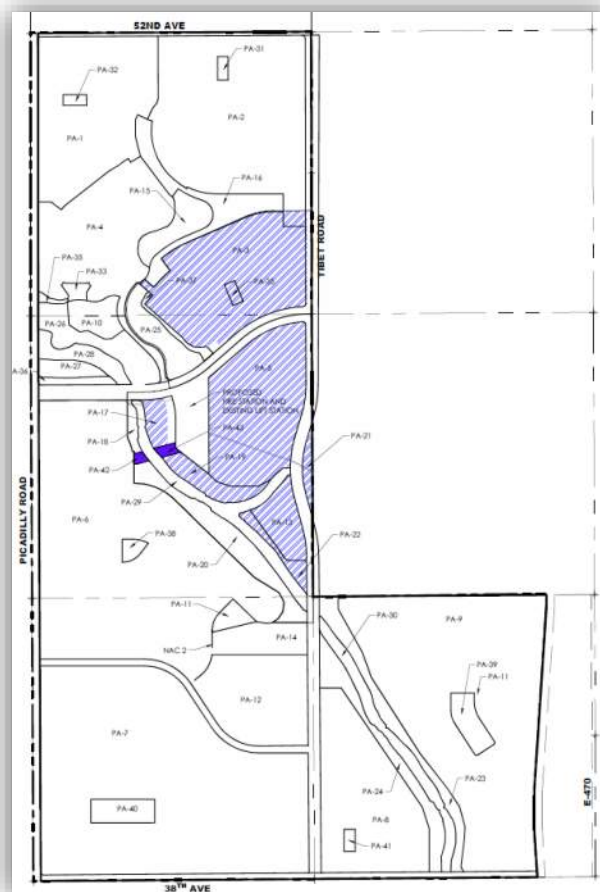 52ND AVE
PA-31
PA-32
PA-1
PA-2
PA-15
PA-16
PA-4
PA-3
PA-37
PA-35
PA-33
PA-26
PA-10
PA-25
PA-28
PA-27
PA-5
PROPOSED
FIRE STATION AND
EXISTING LIFT STATION
PA-17
PA-18
PA-43
PA-21
PA-19
PA-42
PA-29
PA-13
PA-6
PA-38
PA-20
PA-22
PA-11
PA-14
NAC 2
PA-30
PA-9
PA-39
PA-11
PA-12
PA-7
PA-40
PA-24
PA-23
PA-8
PA-41
38TH AVE
PICADILLY ROAD
TIBET ROAD
E-470